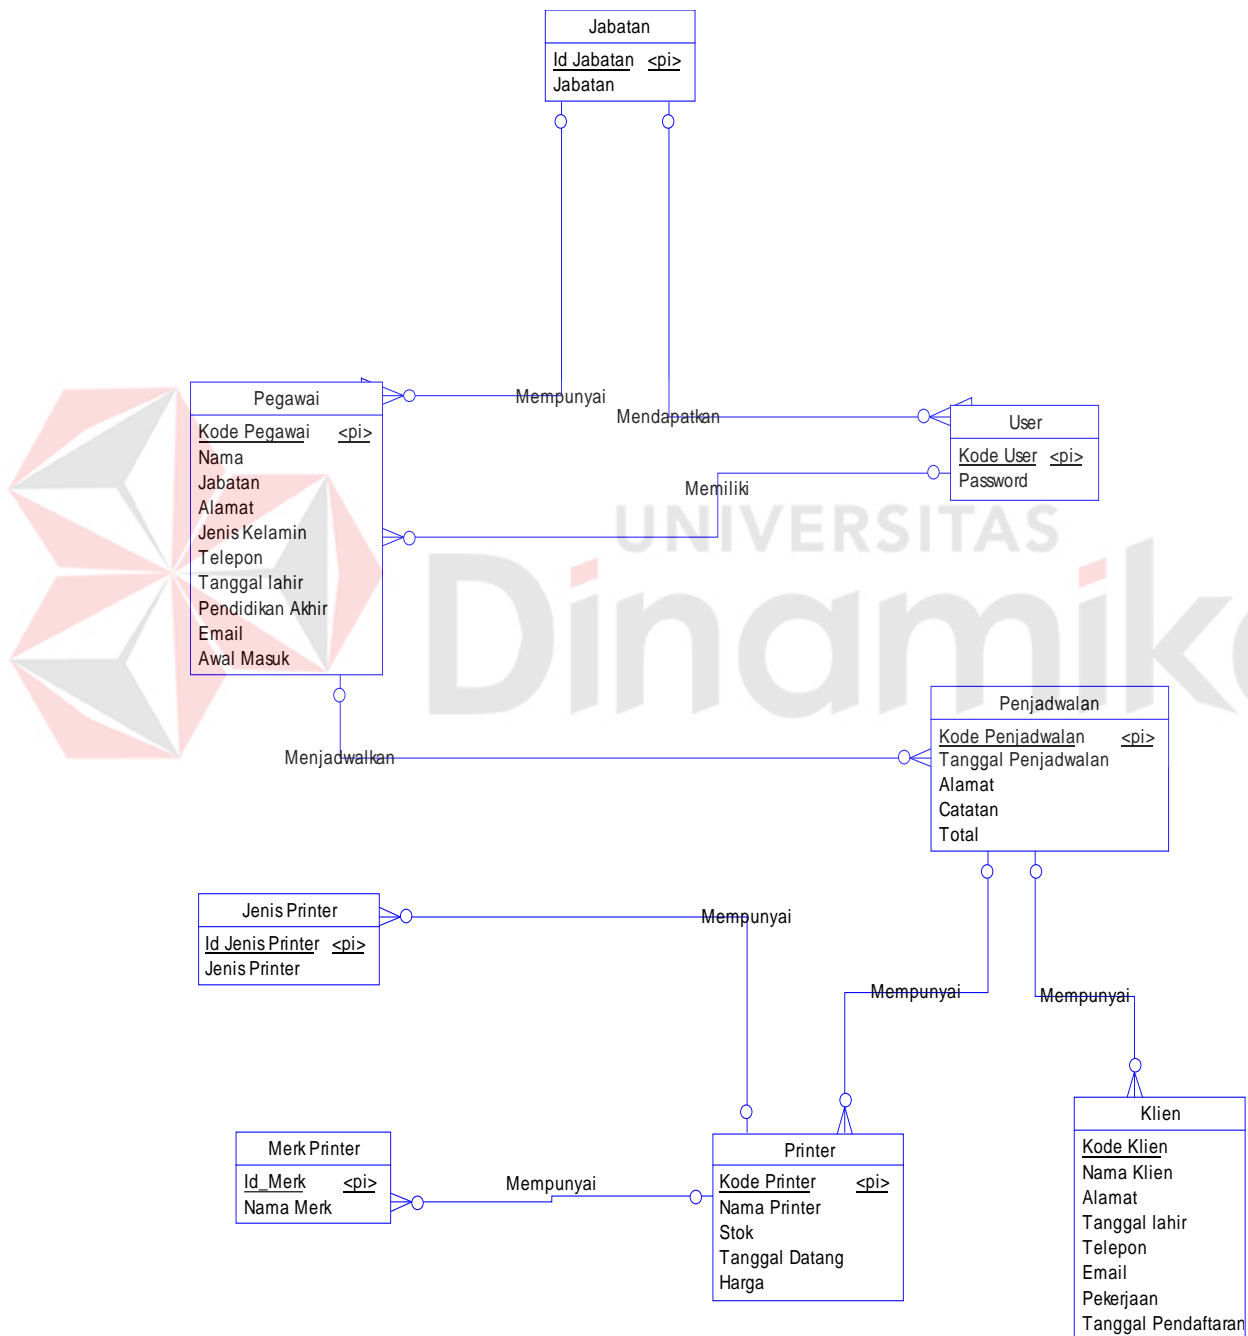 Jabatan
Id Jabatan <pi>
Jabatan
Mempunyai
Mendapatkan
Pegawai
Kode Pegawai <pi>
Nama
Jabatan
Alamat
Jenis Kelamin
Telepon
Tanggal lahir
Pendidikan Akhir
Email
Awal Masuk
User
Kode User <pi>
Password
Memiliki
UNIVERSITAS
Dinamika
Menjadwalkan
Penjadwalan
Kode Penjadwalan <pi>
Tanggal Penjadwalan
Alamat
Catatan
Total
Jenis Printer
Id Jenis Printer <pi>
Jenis Printer
Mempunyai
Mempunyai
Mempunyai
Merk Printer
Id_Merk <pi>
Nama Merk
Mempunyai
Printer
Kode Printer <pi>
Nama Printer
Stok
Tanggal Datang
Harga
Klien
Kode Klien
Nama Klien
Alamat
Tanggal lahir
Telepon
Email
Pekerjaan
Tanggal Pendaftaran